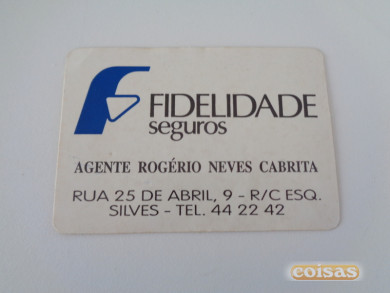 FIDELIDADE
seguros
AGENTE ROGÉRIO NEVES CABRITA
RUA 25 DE ABRIL, 9 - R/C ESQ.
SILVES - TEL. 44 22 42
coisas